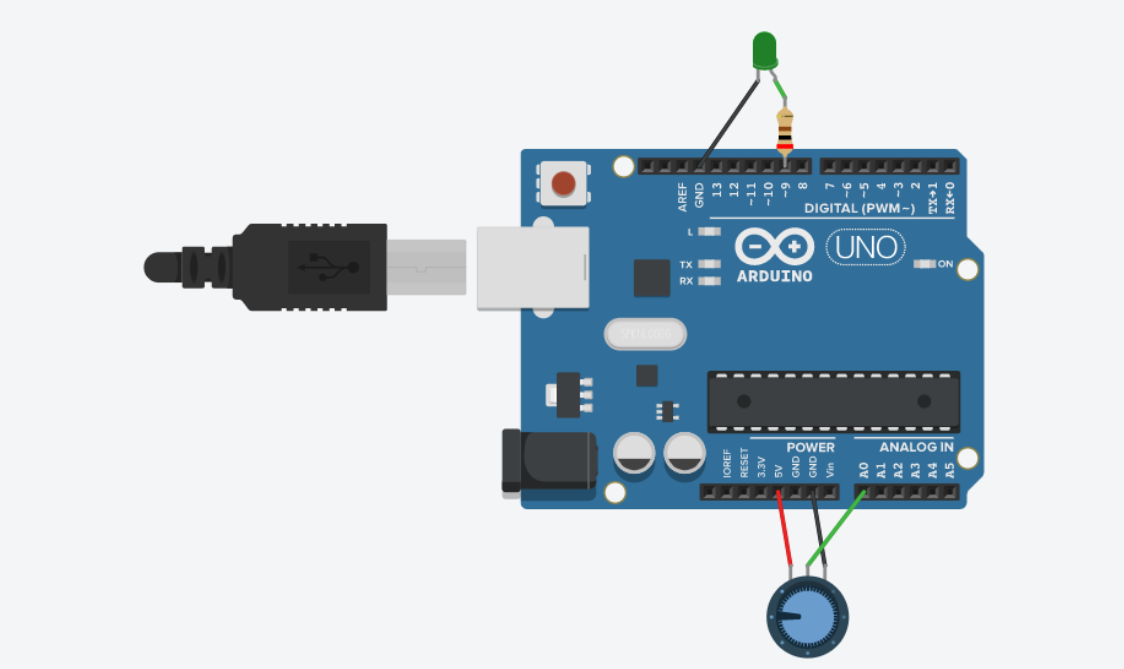 AREF
GND
13
12
~11
~10
~9
8
7
~6
~5
4
~3
2
TX→1
RX←0
DIGITAL (PWM~)
L
TX
RX
ARDUINO
UNO
ON
POWER
ANALOG IN
IOREF
RESET
3.3V
5V
GND
GND
Vin
A0
A1
A2
A3
A4
A5